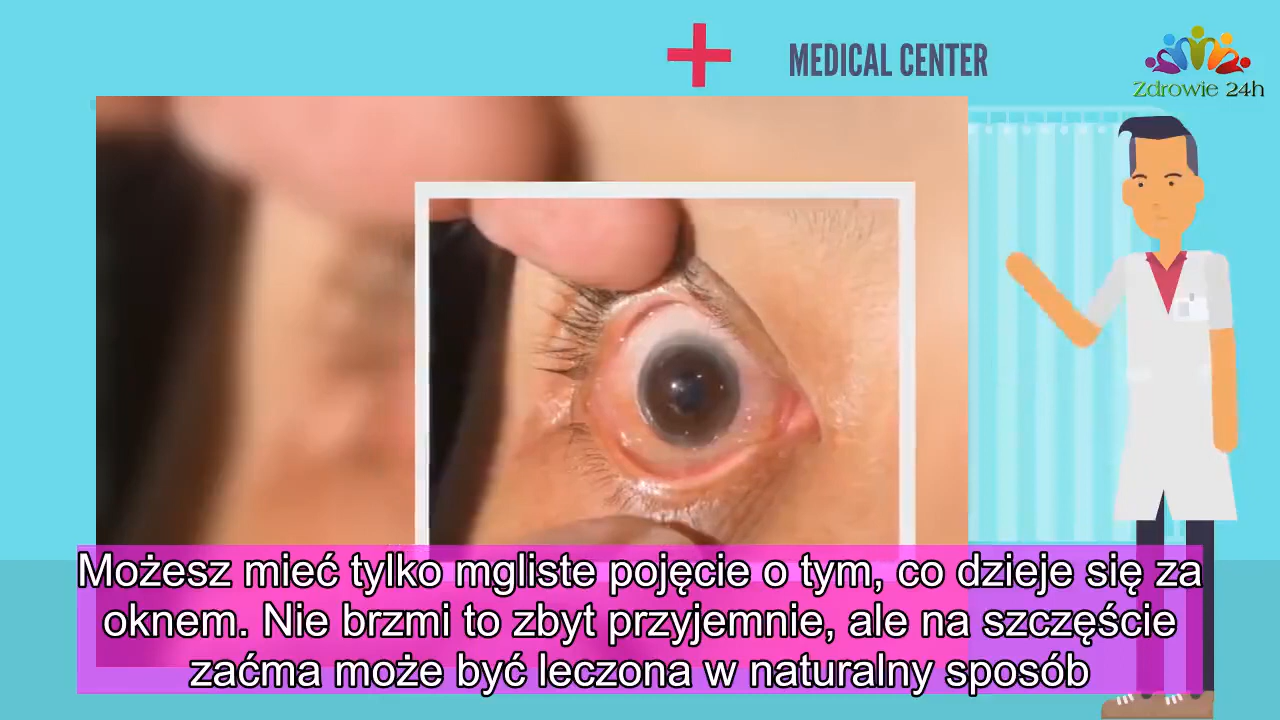 MEDICAL CENTER
Zdrowie 24h
Możesz mieć tylko mgliste pojęcie o tym, co dzieje się za
oknem. Nie brzmi to zbyt przyjemnie, ale na szczęście
zaćma może być leczona w naturalny sposób